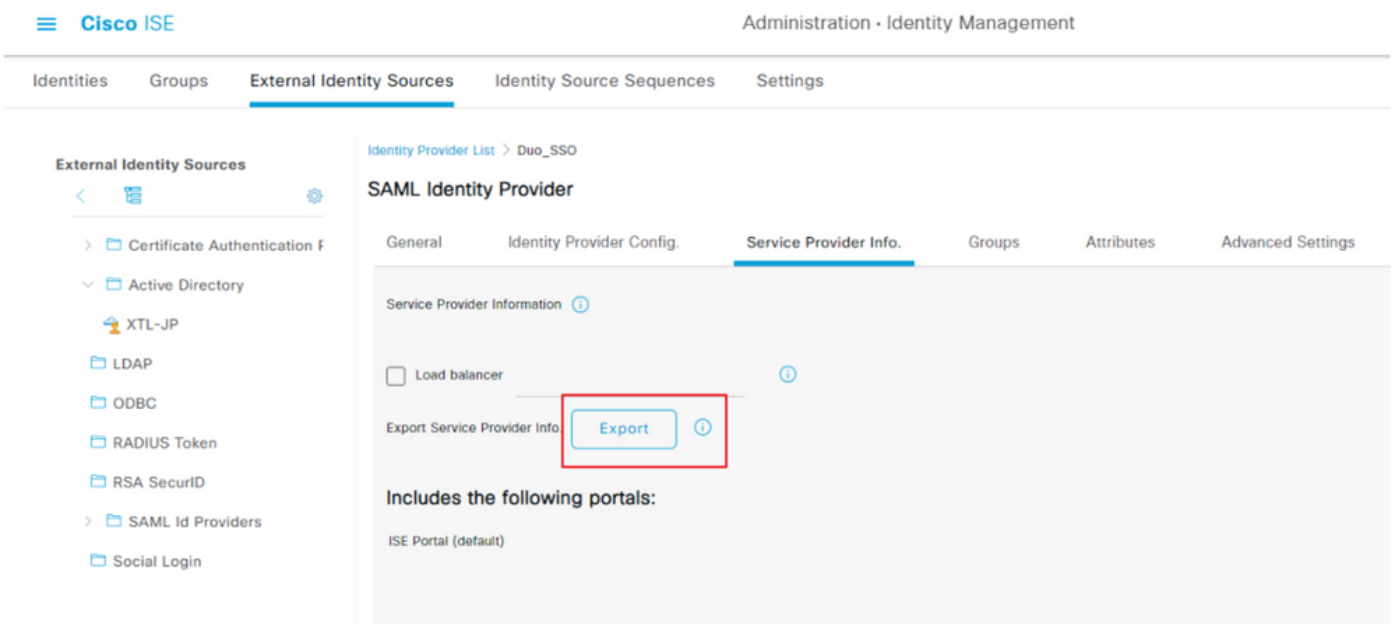 Cisco ISE
Administration · Identity Management
Identities Groups External Identity Sources Identity Source Sequences Settings
External Identity Sources
Certificate Authentication F
Active Directory
XTL-JP
LDAP
ODBC
RADIUS Token
RSA SecurID
SAML Id Providers
Social Login
Identity Provider List > Duo_SSO
SAML Identity Provider
General Identity Provider Config. Service Provider Info. Groups Attributes Advanced Settings
Service Provider Information
Load balancer
Export Service Provider Info. Export
Includes the following portals:
ISE Portal (default)